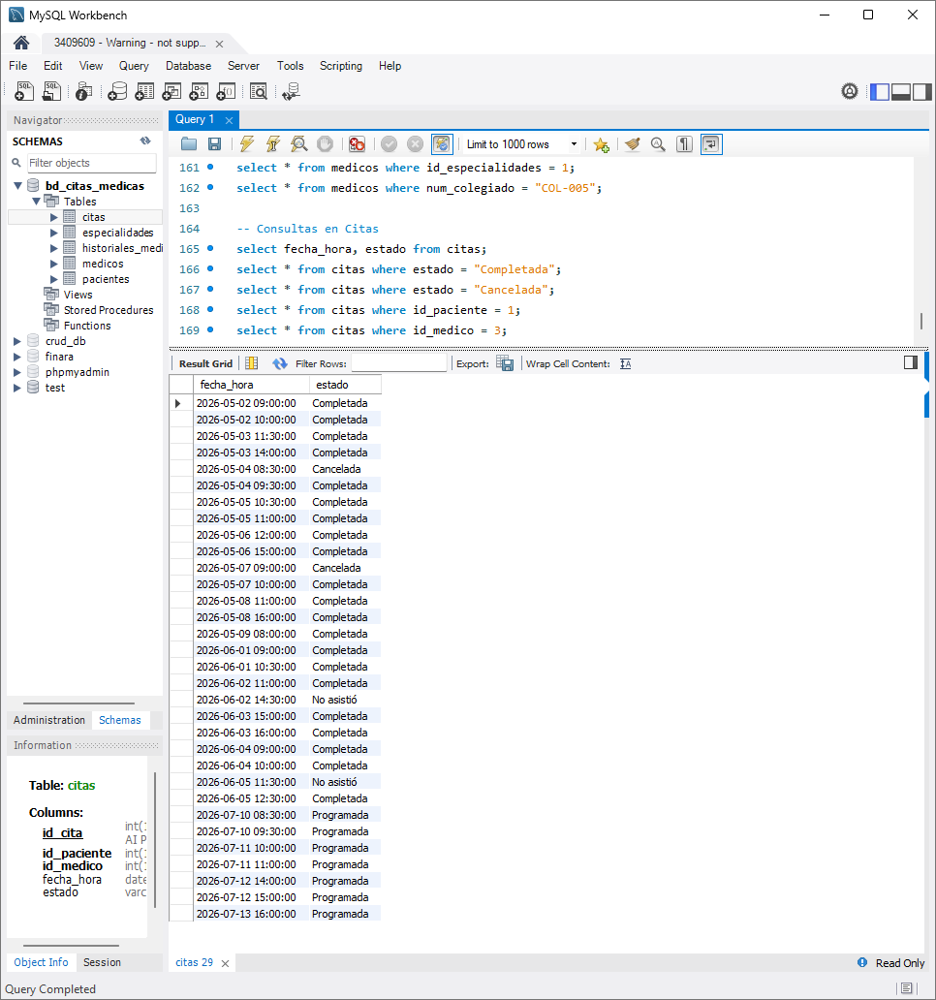 MySQL Workbench
3409609 - Warning - not supp...
File Edit View Query Database Server Tools Scripting Help
Navigator
SCHEMAS
Filter objects
bd_citas_medicas
Tables
citas
especialidades
historiales_medi
medicos
pacientes
Views
Stored Procedures
Functions
crud_db
finara
phpmyadmin
test
Administration Schemas
Information
Table: citas
Columns:
id_cita int(
AI P
id_paciente int(
id_medico int(
fecha_hora date
estado varc
Object Info Session
Query 1
Limit to 1000 rows
161 select * from medicos where id_especialidades = 1;
162 select * from medicos where num_colegiado = "COL-005";
163
164 -- Consultas en Citas
165 select fecha_hora, estado from citas;
166 select * from citas where estado = "Completada";
167 select * from citas where estado = "Cancelada";
168 select * from citas where id_paciente = 1;
169 select * from citas where id_medico = 3;
Result Grid Filter Rows: Export: Wrap Cell Content:
fecha_hora estado
2026-05-02 09:00:00 Completada
2026-05-02 10:00:00 Completada
2026-05-03 11:30:00 Completada
2026-05-03 14:00:00 Completada
2026-05-04 08:30:00 Cancelada
2026-05-04 09:30:00 Completada
2026-05-05 10:30:00 Completada
2026-05-05 11:00:00 Completada
2026-05-06 12:00:00 Completada
2026-05-06 15:00:00 Completada
2026-05-07 09:00:00 Cancelada
2026-05-07 10:00:00 Completada
2026-05-08 11:00:00 Completada
2026-05-08 16:00:00 Completada
2026-05-09 08:00:00 Completada
2026-06-01 09:00:00 Completada
2026-06-01 10:30:00 Completada
2026-06-02 11:00:00 Completada
2026-06-02 14:30:00 No asistió
2026-06-03 15:00:00 Completada
2026-06-03 16:00:00 Completada
2026-06-04 09:00:00 Completada
2026-06-04 10:00:00 Completada
2026-06-05 11:30:00 No asistió
2026-06-05 12:30:00 Completada
2026-07-10 08:30:00 Programada
2026-07-10 09:30:00 Programada
2026-07-11 10:00:00 Programada
2026-07-11 11:00:00 Programada
2026-07-12 14:00:00 Programada
2026-07-12 15:00:00 Programada
2026-07-13 16:00:00 Programada
citas 29
Read Only
Query Completed